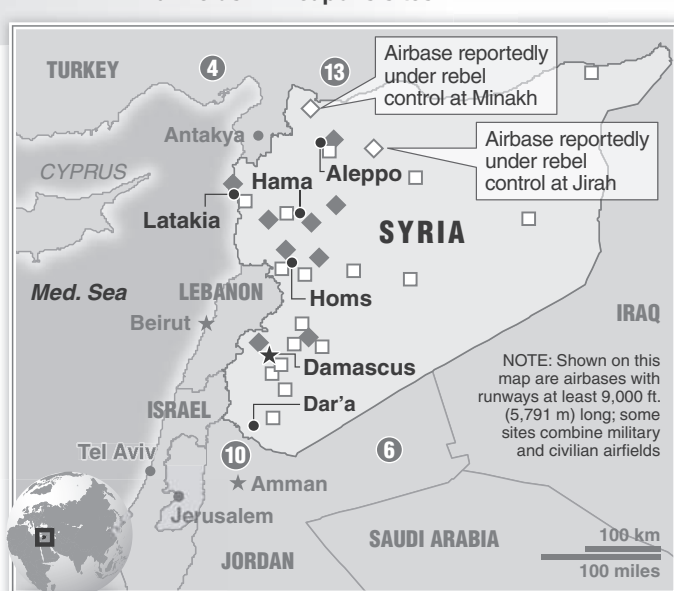 TURKEY
4
13
Airbase reportedly
under rebel
control at Minakh
Antakya
Airbase reportedly
under rebel
control at Jirah
CYPRUS
Hama
Aleppo
Latakia
SYRIA
Med. Sea
LEBANON
Homs
Beirut
IRAQ
Damascus
NOTE: Shown on this
map are airbases with
runways at least 9,000 ft.
(5,791 m) long; some
sites combine military
and civilian airfields
Dar’a
ISRAEL
Tel Aviv
10
6
Amman
Jerusalem
SAUDI ARABIA
JORDAN
100 km
100 miles